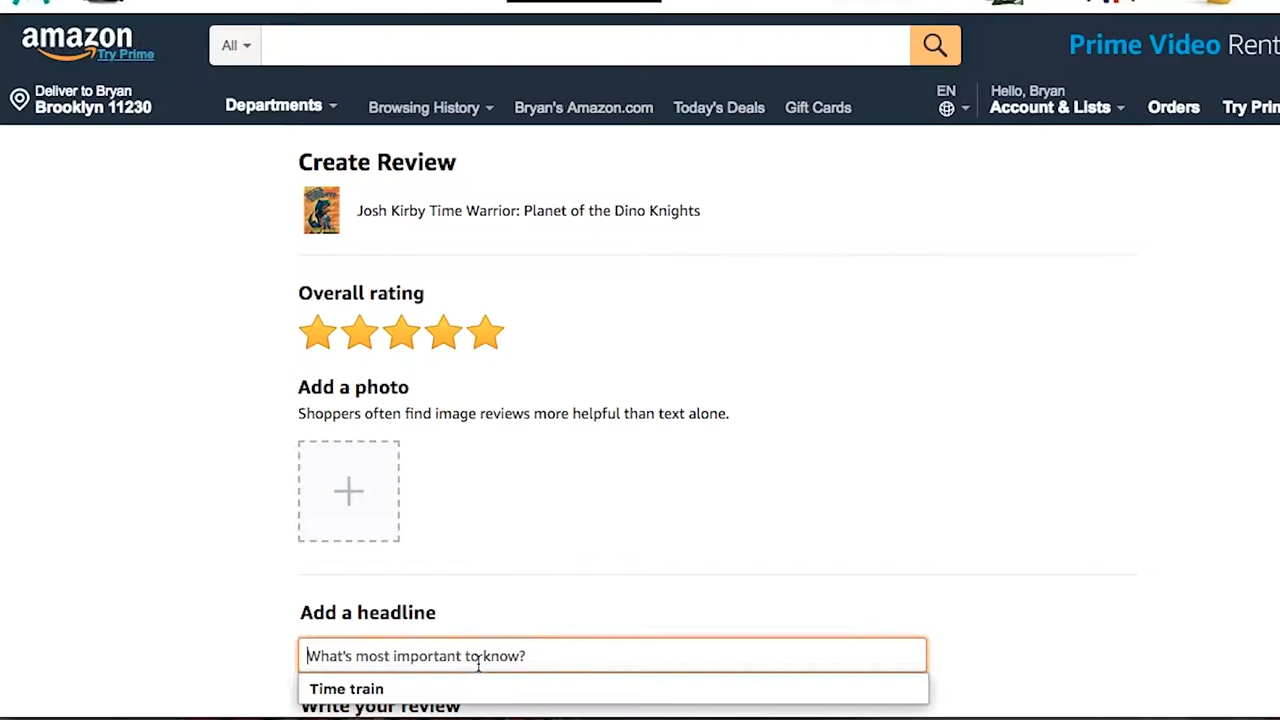 amazon
Try Prime
All
Prime Video Rent
Deliver to Bryan
Brooklyn 11230
Departments
Browsing History
Bryan's Amazon.com
Today's Deals
Gift Cards
EN
Hello, Bryan
Account & Lists
Orders
Try Prin
Create Review
Josh Kirby Time Warrior: Planet of the Dino Knights
Overall rating
Add a photo
Shoppers often find image reviews more helpful than text alone.
Add a headline
What's most important to know?
Time train
Write your review